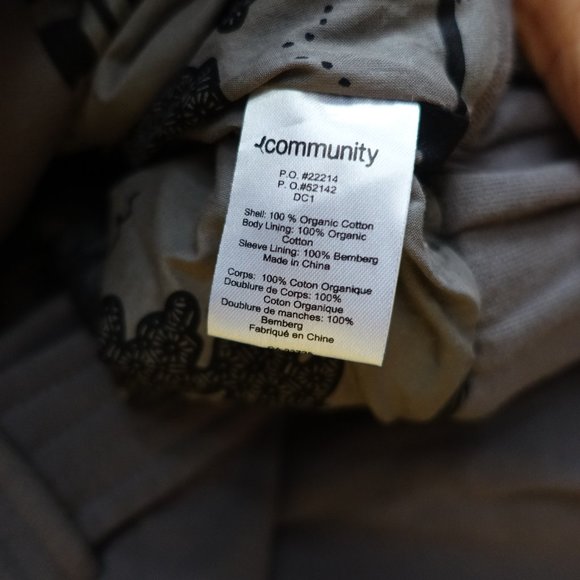 community
P.O. #22214
P. O.#52142
DC1
Shell: 100 % Organic Cotton
Body Lining: 100% Organic
Cotton
Sleeve Lining: 100% Bemberg
Made in China
Corps: 100% Coton Organique
Doublure de Corps: 100%
Coton Organique
Doublure de manches: 100%
Bemberg
Fabriqué en Chine